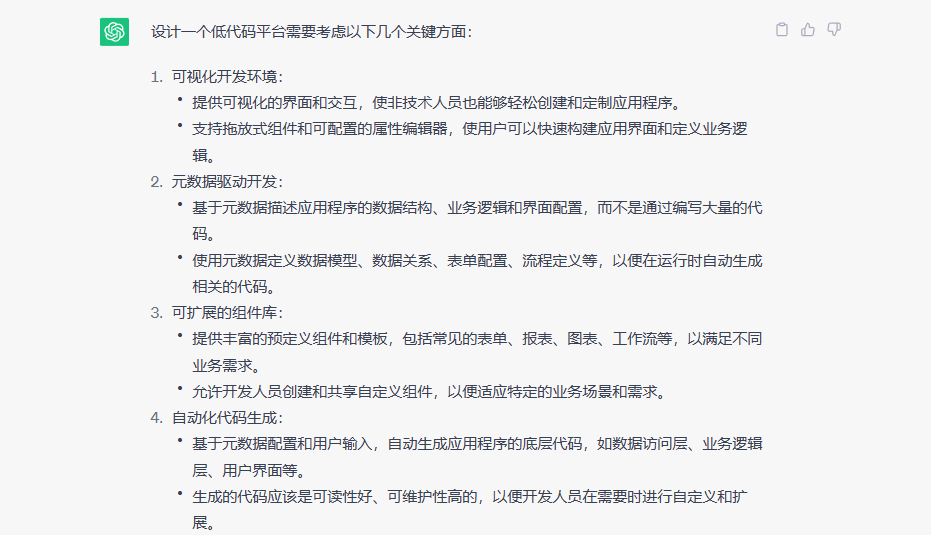 设计一个低代码平台需要考虑以下几个关键方面：
1. 可视化开发环境：
• 提供可视化的界面和交互，使非技术人员也能够轻松创建和定制应用程序。
• 支持拖放式组件和可配置的属性编辑器，使用户可以快速构建应用界面和定义业务逻
辑。
2. 元数据驱动开发：
• 基于元数据描述应用程序的数据结构、业务逻辑和界面配置，而不是通过编写大量的代
码。
• 使用元数据定义数据模型、数据关系、表单配置、流程定义等，以便在运行时自动生成
相关的代码。
3. 可扩展的组件库：
• 提供丰富的预定义组件和模板，包括常见的表单、报表、图表、工作流等，以满足不同
业务需求。
• 允许开发人员创建和共享自定义组件，以便适应特定的业务场景和需求。
4. 自动化代码生成：
• 基于元数据配置和用户输入，自动生成应用程序的底层代码，如数据访问层、业务逻辑
层、用户界面等。
• 生成的代码应该是可读性好、可维护性高的，以便开发人员在需要时进行自定义和扩
展。